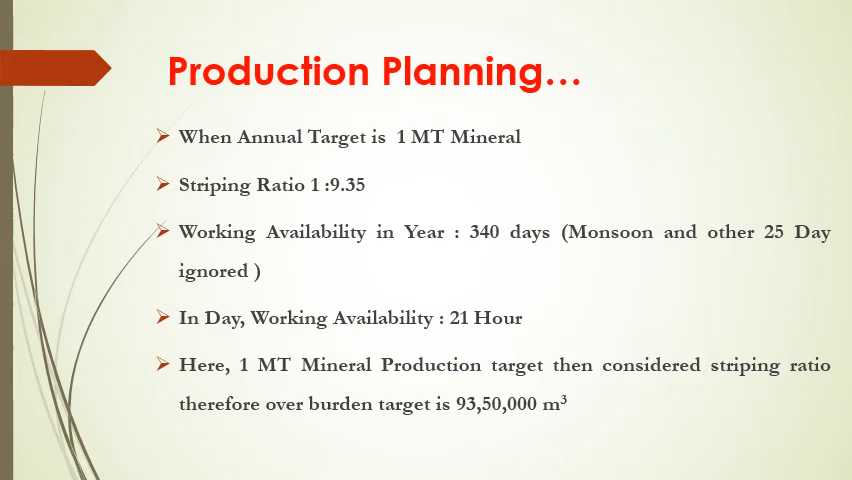 Production Planning...
When Annual Target is 1 MT Mineral
Striping Ratio 1 :9.35
Working Availability in Year : 340 days (Monsoon and other 25 Day
ignored )
In Day, Working Availability : 21 Hour
Here, 1 MT Mineral Production target then considered striping ratio
therefore over burden target is 93,50,000 m³